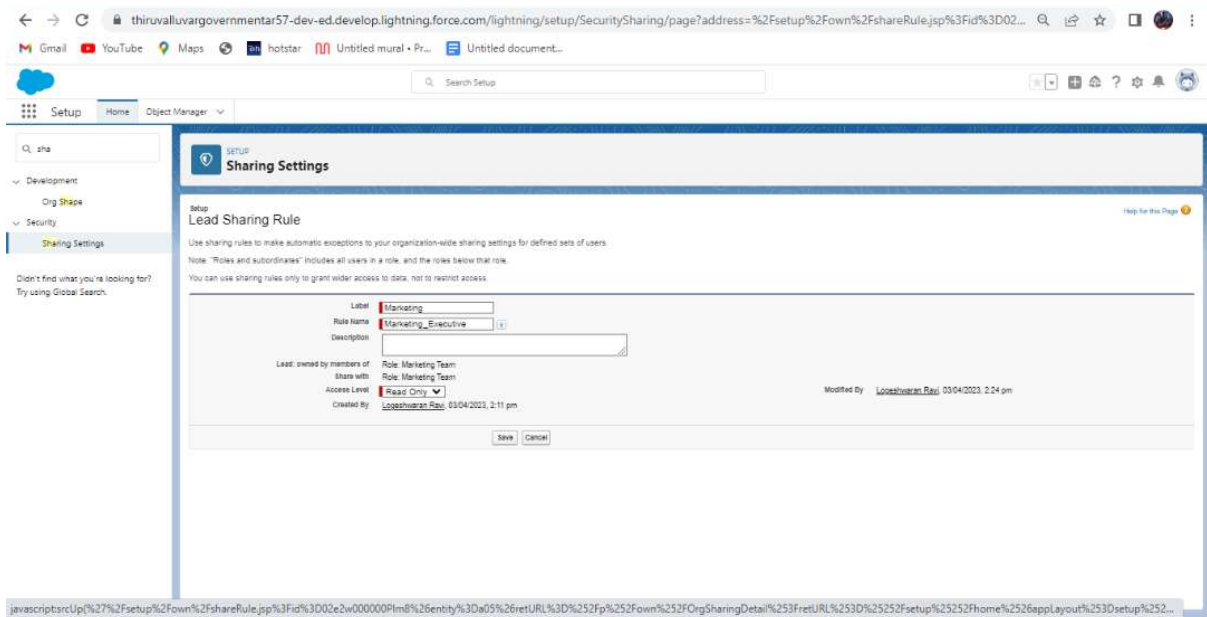 thiruvalluvargovernmentar57-dev-ed.develop.lightning.force.com/lightning/setup/SecuritySharing/page?address=%2Fsetup%2Fown%2FshareRule.jsp%3Fid%3D02...
Gmail YouTube Maps hotstar Untitled mural • Pr... Untitled document...
Search Setup
Setup Home Object Manager
sha
Development
Org Shape
Security
Sharing Settings
Didn't find what you're looking for?
Try using Global Search.
SETUP
Sharing Settings
Setup
Lead Sharing Rule
Help for this Page
Use sharing rules to make automatic exceptions to your organization-wide sharing settings for defined sets of users.
Note: "Roles and subordinates" includes all users in a role, and the roles below that role.
You can use sharing rules only to grant wider access to data, not to restrict access.
Label Marketing
Rule Name Marketing_Executive i
Description
Lead: owned by members of Role: Marketing Team
Share with Role: Marketing Team
Access Level Read Only Modified By Logeshwaran Ravi, 03/04/2023, 2:24 pm
Created By Logeshwaran Ravi, 03/04/2023, 2:11 pm
Save Cancel
javascript:srcUp(%27%2Fsetup%2Fown%2FshareRule.jsp%3Fid%3D02e2w000000Plm8%26entity%3Da05%26retURL%3D%252Fp%252Fown%252FOrgSharingDetail%253FretURL%253D%25252Fsetup%25252Fhome%2526appLayout%253Dsetup%252...